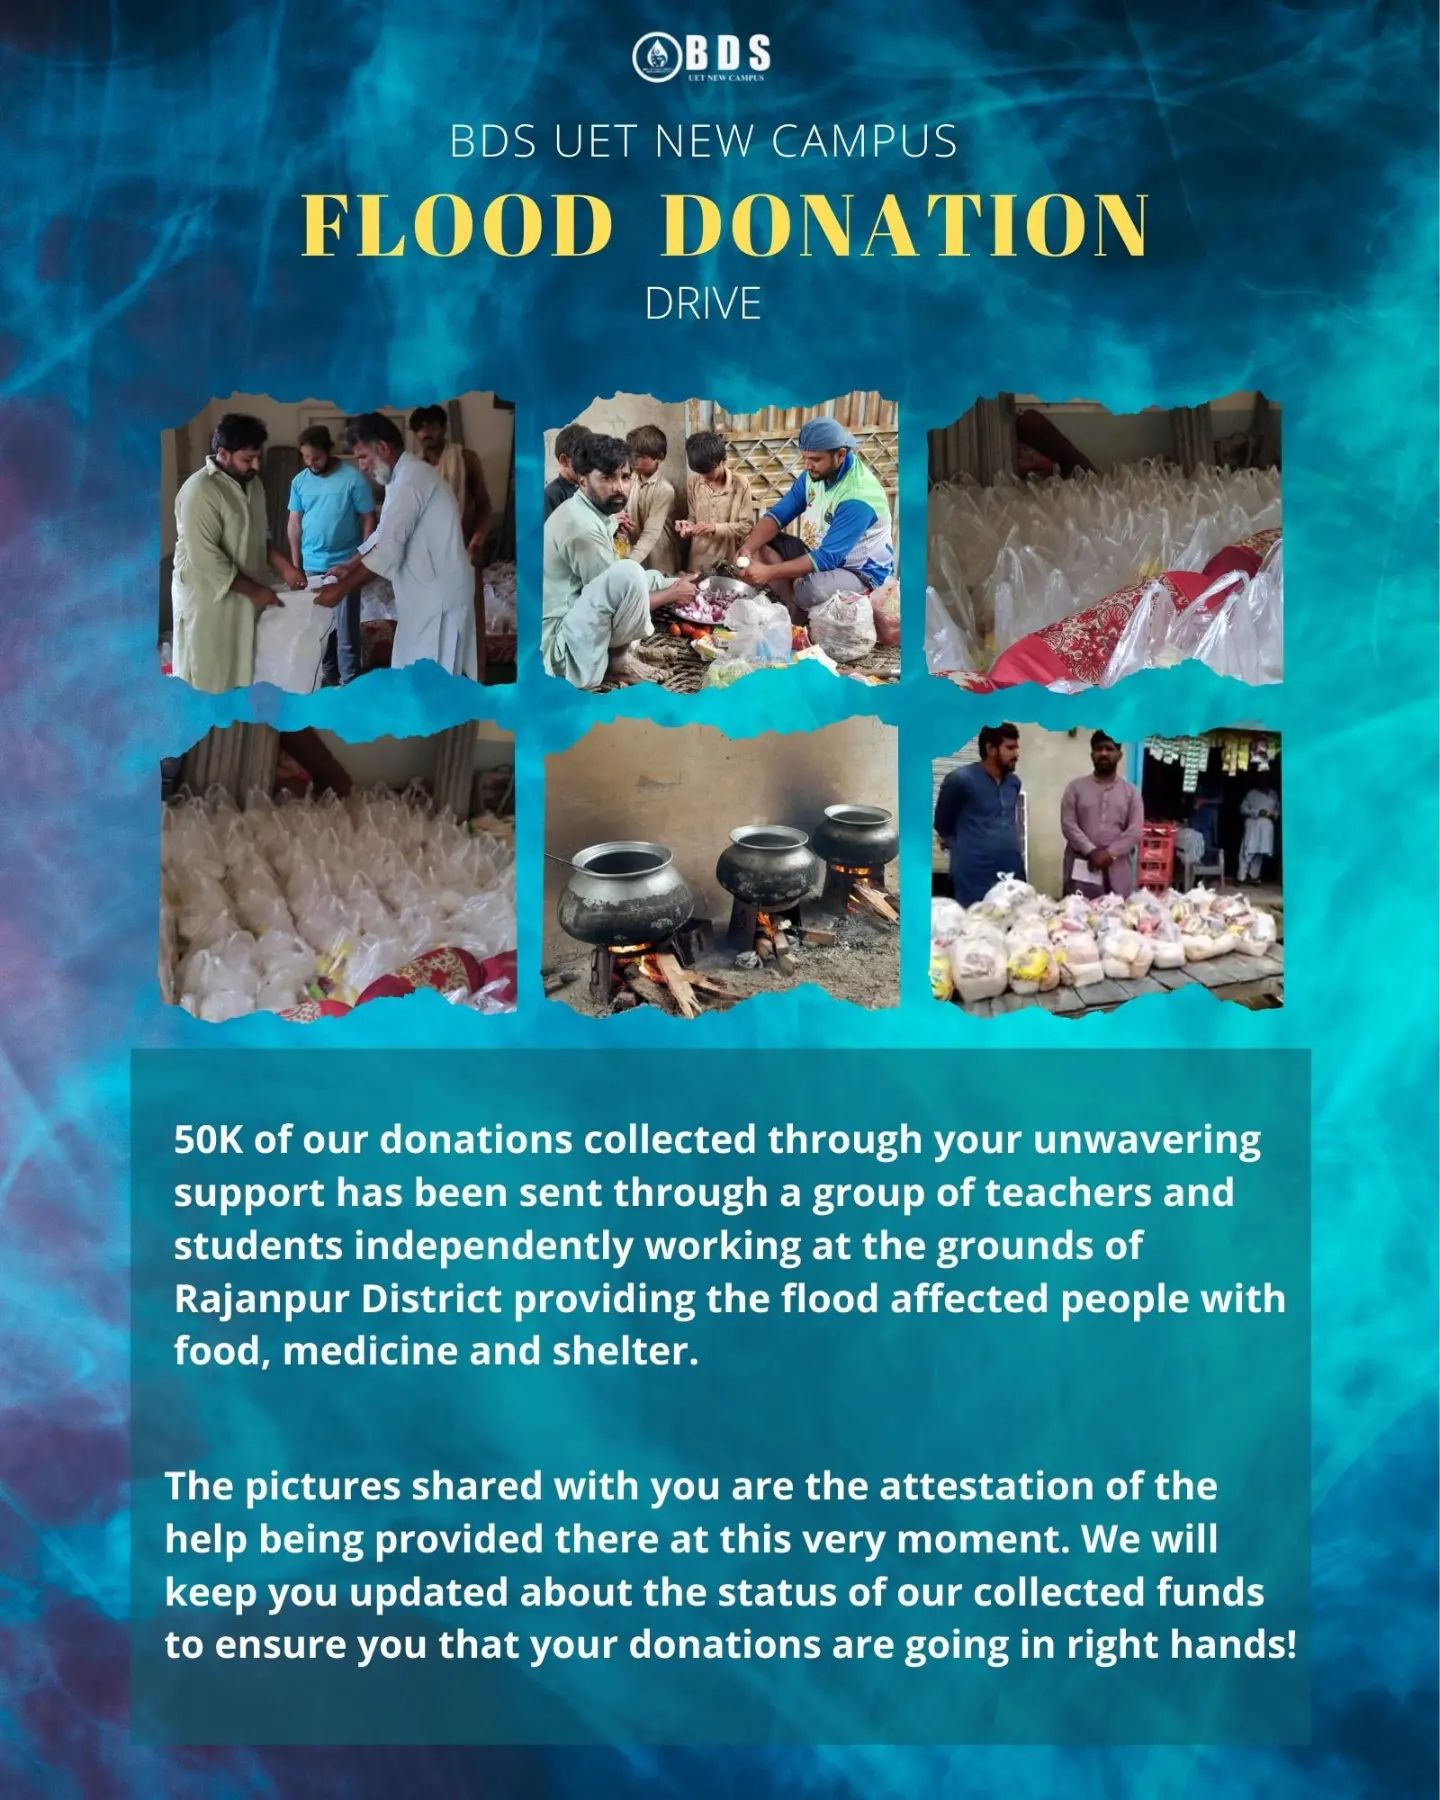 BDS
UET NEW CAMPUS
BDS UET NEW CAMPUS
FLOOD DONATION
DRIVE
50K of our donations collected through your unwavering
support has been sent through a group of teachers and
students independently working at the grounds of
Rajanpur District providing the flood affected people with
food, medicine and shelter.
The pictures shared with you are the attestation of the
help being provided there at this very moment. We will
keep you updated about the status of our collected funds
to ensure you that your donations are going in right hands!